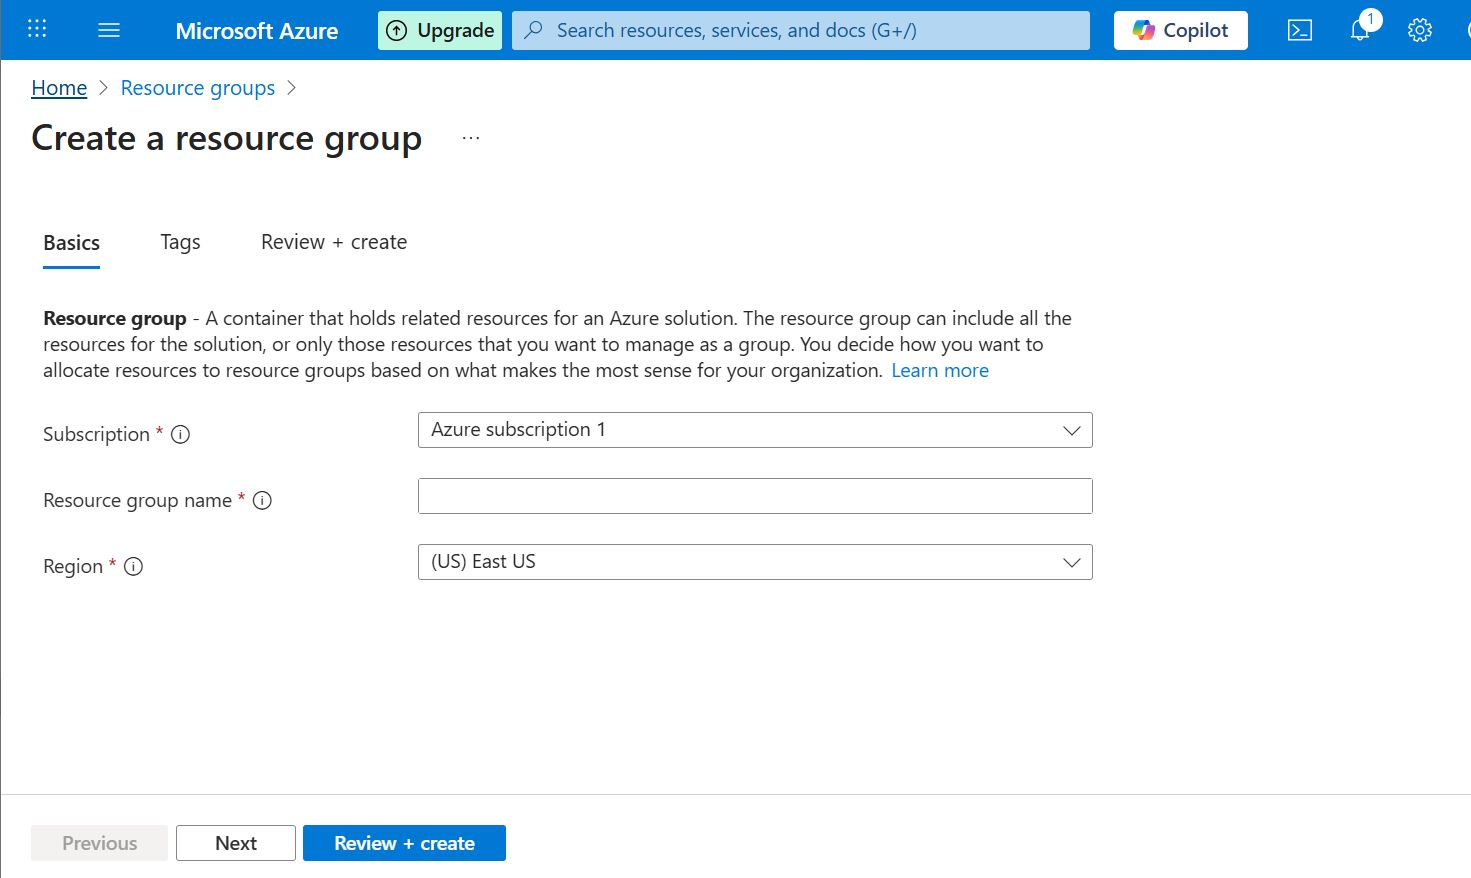 Microsoft Azure
Upgrade
Search resources, services, and docs (G+/)
Copilot
1
Home > Resource groups >
Create a resource group ...
Basics Tags Review + create
Resource group - A container that holds related resources for an Azure solution. The resource group can include all the
resources for the solution, or only those resources that you want to manage as a group. You decide how you want to
allocate resources to resource groups based on what makes the most sense for your organization. Learn more
Subscription * Azure subscription 1
Resource group name *
Region * (US) East US
Previous Next Review + create